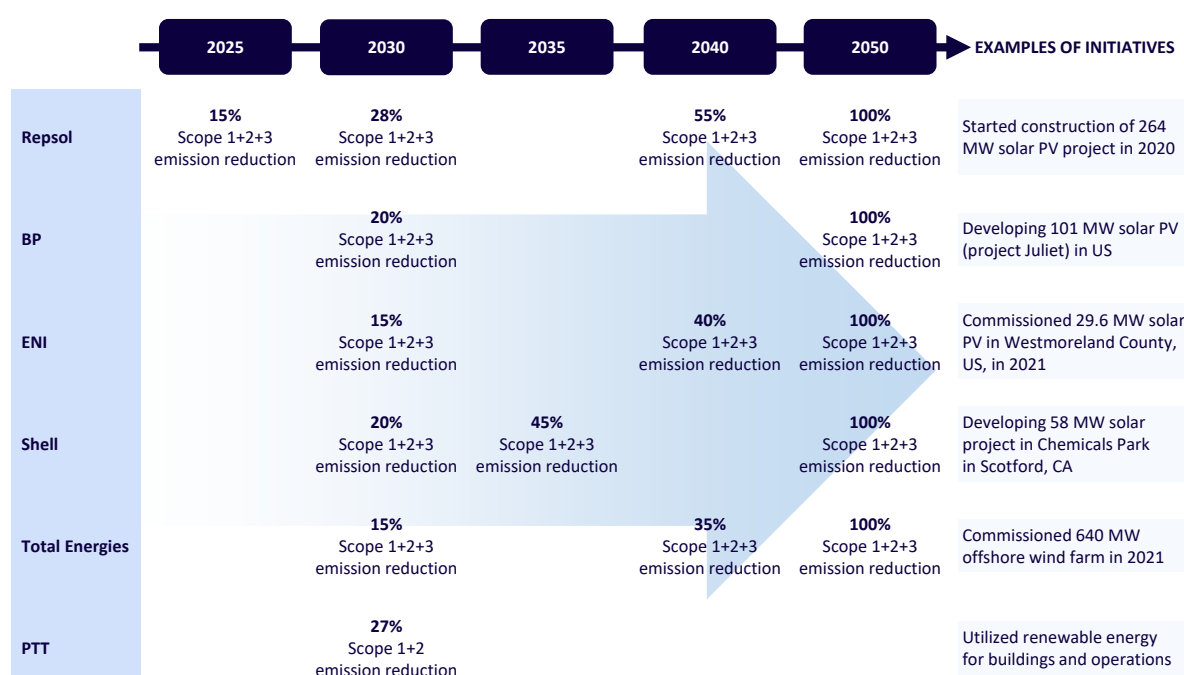 2025 2030 2035 2040 2050 EXAMPLES OF INITIATIVES
Repsol
15%
Scope 1+2+3
emission reduction
28%
Scope 1+2+3
emission reduction
55%
Scope 1+2+3
emission reduction
100%
Scope 1+2+3
emission reduction
Started construction of 264
MW solar PV project in 2020
BP
20%
Scope 1+2+3
emission reduction
100%
Scope 1+2+3
emission reduction
Developing 101 MW solar PV
(project Juliet) in US
ENI
15%
Scope 1+2+3
emission reduction
40%
Scope 1+2+3
emission reduction
100%
Scope 1+2+3
emission reduction
Commissioned 29.6 MW solar
PV in Westmoreland County,
US, in 2021
Shell
20%
Scope 1+2+3
emission reduction
45%
Scope 1+2+3
emission reduction
100%
Scope 1+2+3
emission reduction
Developing 58 MW solar
project in Chemicals Park
in Scotford, CA
Total Energies
15%
Scope 1+2+3
emission reduction
35%
Scope 1+2+3
emission reduction
100%
Scope 1+2+3
emission reduction
Commissioned 640 MW
offshore wind farm in 2021
PTT
27%
Scope 1+2
emission reduction
Utilized renewable energy
for buildings and operations